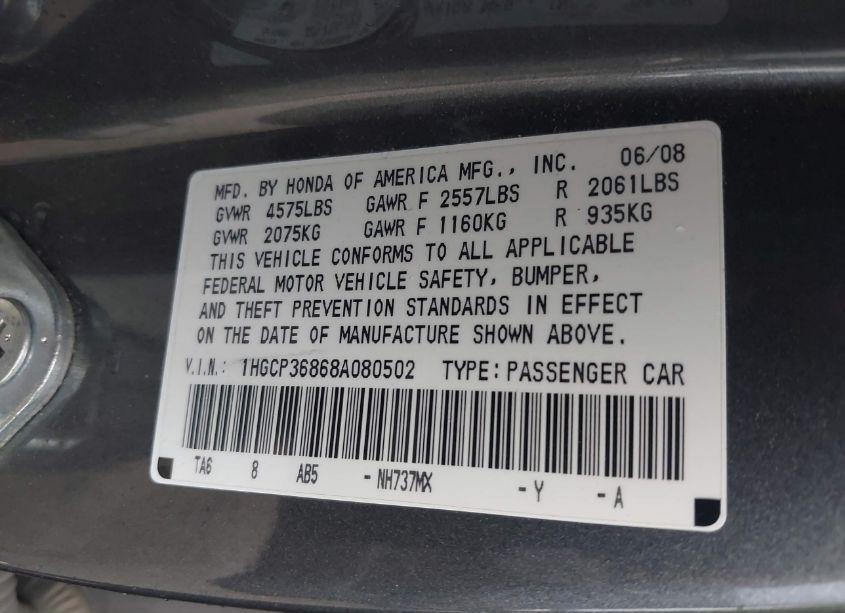 MFD. BY HONDA OF AMERICA MFG., INC. 06/08
GVWR 4575LBS GAWR F 2557LBS R 2061LBS
GVWR 2075KG GAWR F 1160KG R 935KG
THIS VEHICLE CONFORMS TO ALL APPLICABLE
FEDERAL MOTOR VEHICLE SAFETY, BUMPER,
AND THEFT PREVENTION STANDARDS IN EFFECT
ON THE DATE OF MANUFACTURE SHOWN ABOVE.
V.I.N.: 1HGCP36868A080502 TYPE: PASSENGER CAR
TA6 8 AB5 - NH737MX - Y - A